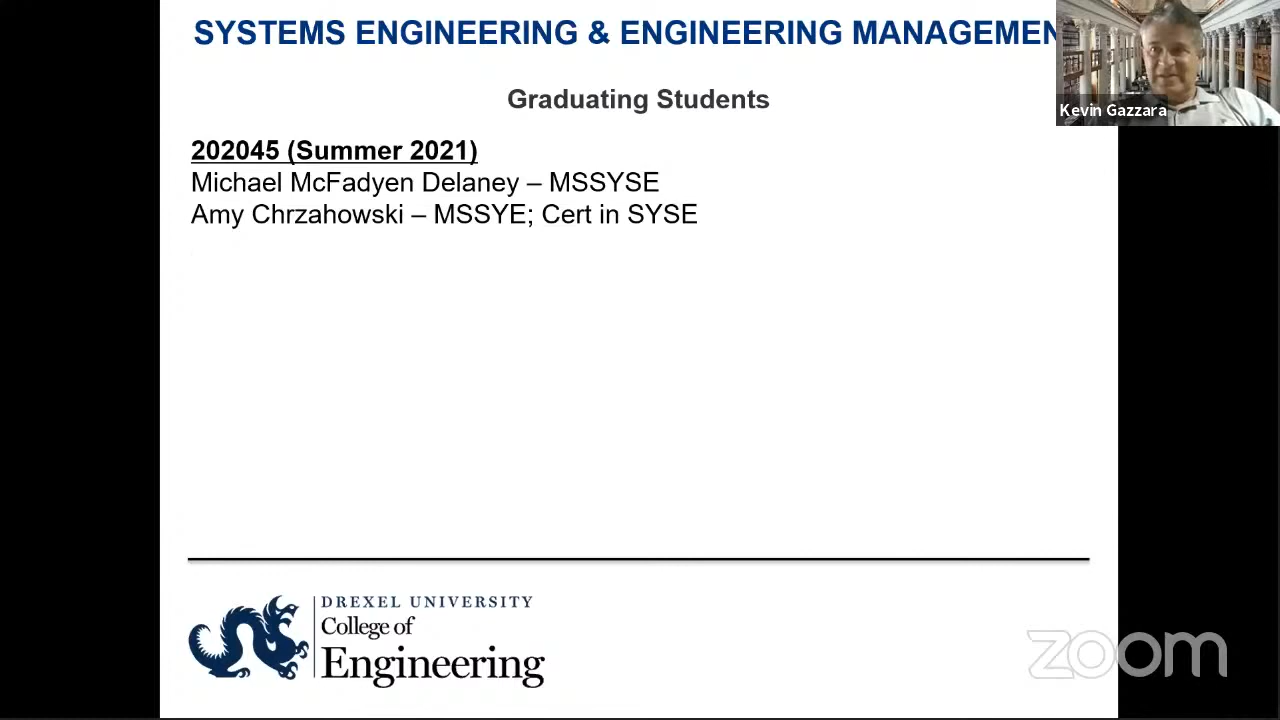 SYSTEMS ENGINEERING & ENGINEERING MANAGEMEN
Kevin Gazzara
Graduating Students
202045 (Summer 2021)
Michael McFadyen Delaney – MSSYSE
Amy Chrzahowski – MSSYE; Cert in SYSE
DREXEL UNIVERSITY
College of
Engineering
zoom